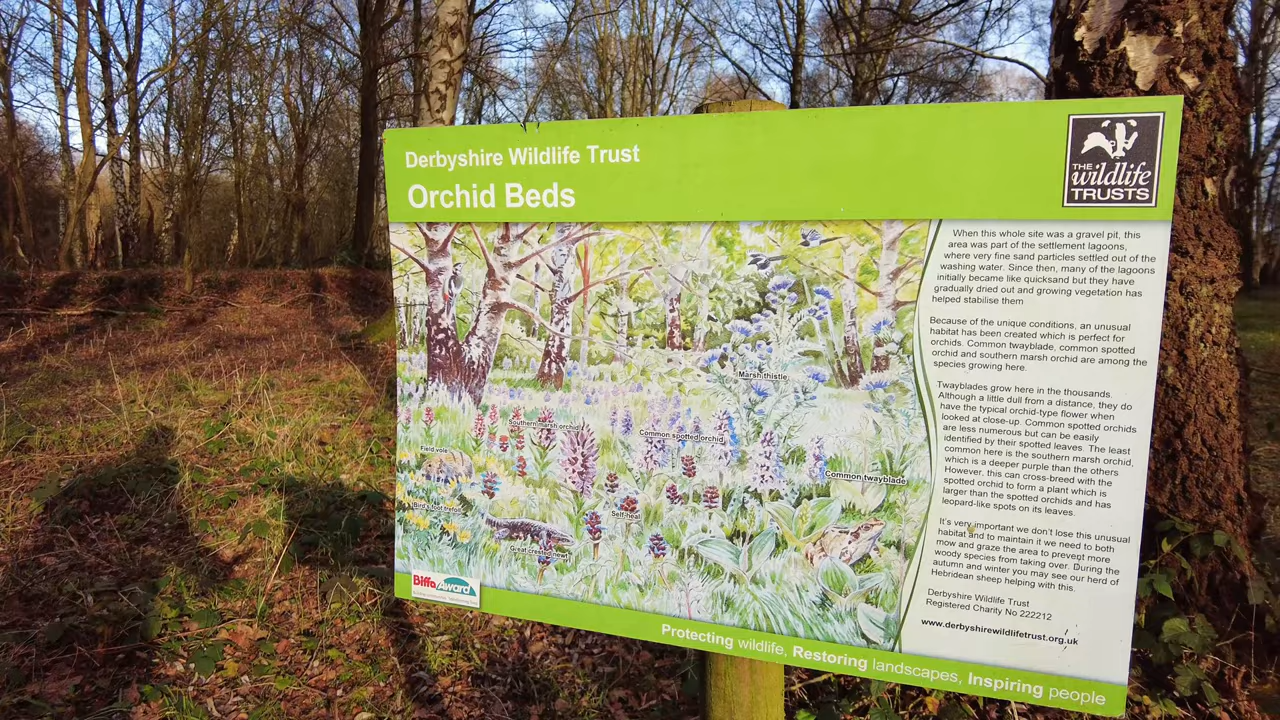 Derbyshire Wildlife Trust
Orchid Beds
THE
wildlife
TRUSTS
When this whole site was a gravel pit, this
area was part of the settlement lagoons,
where very fine sand particles settled out of the
washing water. Since then, many of the lagoons
initially became like quicksand but they have
gradually dried out and growing vegetation has
helped stabilise them
Because of the unique conditions, an unusual
habitat has been created which is perfect for
orchids. Common twayblade, common spotted
orchid and southern marsh orchid are among the
species growing here.
Twayblades grow here in the thousands.
Although a little dull from a distance, they do
have the typical orchid-type flower when
looked at close-up. Common spotted orchids
are less numerous but can be easily
identified by their spotted leaves. The least
common here is the southern marsh orchid,
which is a deeper purple than the others
However. this can cross-breed with the
spotted orchid to form a plant which is
larger than the spotted orchids and has
leopard-like spots on its leaves.
It's very important we don't lose this unusual
habitat and to maintain it we need to both
mow and graze the area to prevent more
woody species from taking over. During the
autumn and winter you may see our herd of
Hebridean sheep helping with this.
Derbyshire Wildlife Trust
Registered Charity No 222212
www.derbyshirewildlifetrust.org.uk
Marsh thistle
Southern marsh orchid
Common spotted orchid
Field vole
Common twayblade
Bird's foot trefoil
Self-heal
Great crested newt
Biffa Award
Protecting wildlife, Restoring landscapes, Inspiring people